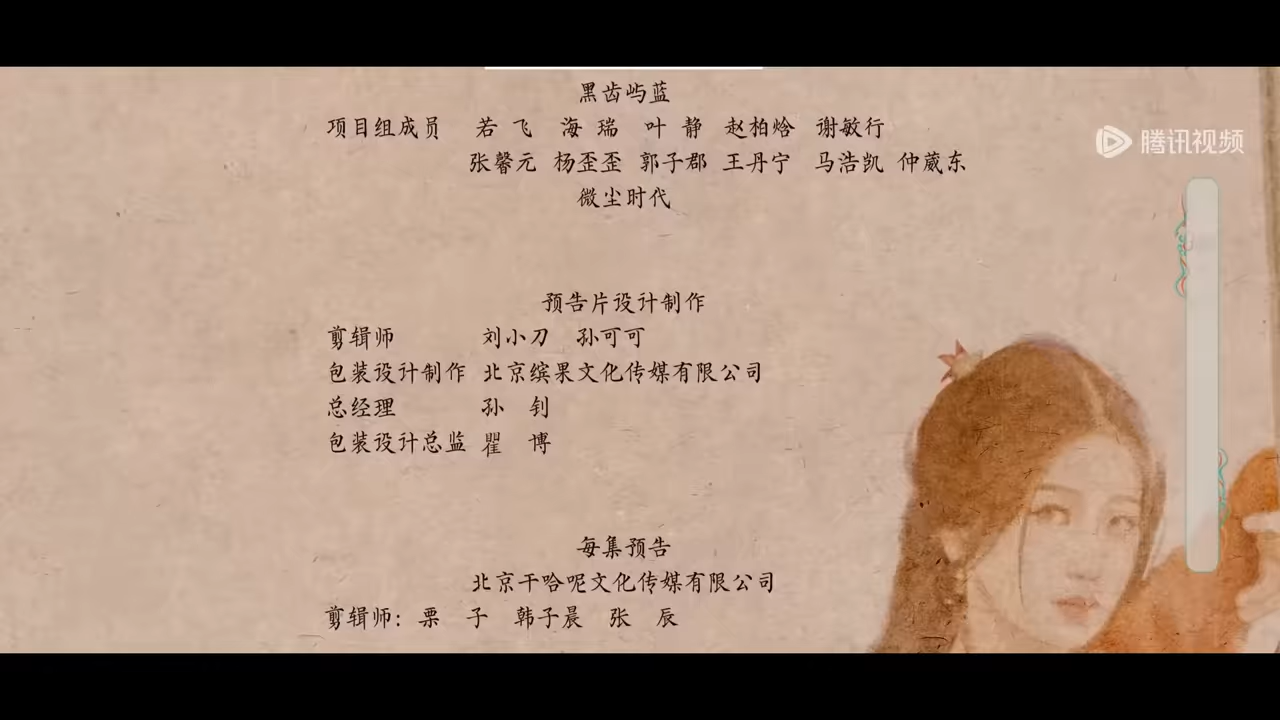 黑齿屿蓝
项目组成员 若 飞 海 瑞 叶 静 赵柏焓 谢敏行
腾讯视频
张馨元 杨歪歪 郭子郡 王丹宁 马浩凯 仲葳东
微尘时代
预告片设计制作
剪辑师 刘小刀 孙可可
包装设计制作 北京缤果文化传媒有限公司
总经理 孙 钊
包装设计总监 瞿 博
每集预告
北京干哈呢文化传媒有限公司
剪辑师：栗 子 韩子晨 张 辰